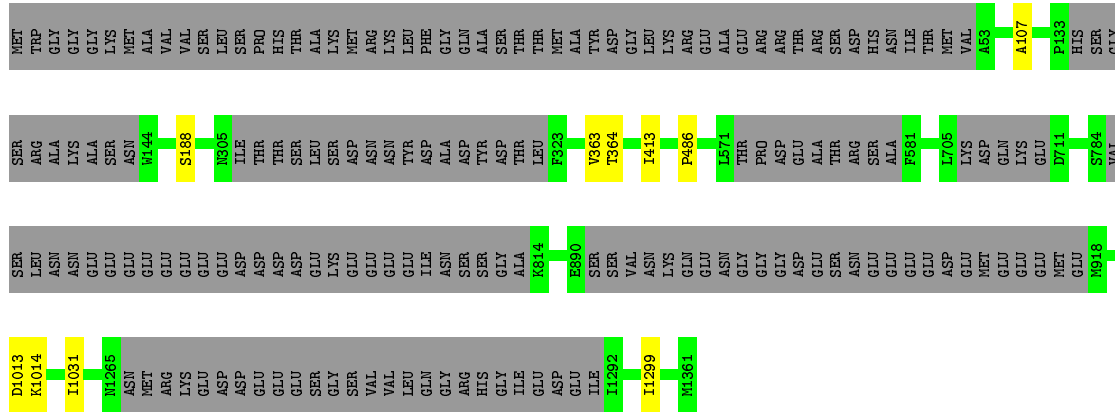 MET TRP GLY GLY GLY LYS MET ALA VAL VAL SER LEU SER PRO HIS THR ALA LYS MET ARG LYS LEU PHE GLY GLN ALA SER THR THR MET ALA TYR ASP GLY LEU LYS ARG GLU ALA GLU ARG ARG THR ARG SER ASP HIS ASN ILE THR MET VAL A53 A107 P133 HIS SER GLY
SER ARG ALA LYS ALA SER ASN W144 S188 N305 ILE THR THR SER LEU SER ASP ASN ASN TYR ASP ALA ASP TYR ASP THR LEU F323 V363 T364 I413 P486 L571 THR PRO ASP GLU ALA THR ARG SER ALA F581 L705 LYS ASP GLN LYS GLU D711 S784 VAL
SER LEU ASN ASN GLU GLU GLU GLU GLU GLU GLU GLU ASP ASP ASP ASP GLU LYS GLU GLU GLU GLU ILE ASN SER SER GLY ALA K814 E890 SER SER VAL ASN LYS GLN GLU ASN GLY GLY GLY ASP GLU SER ASN GLU GLU GLU GLU ASP GLU MET GLU GLU GLU MET GLU M918
D1013 K1014 I1031 N1265 ASN MET ARG LYS GLU ASP ASP GLU GLU GLU SER GLY SER VAL VAL LEU GLN GLY ARG HIS GLY ILE GLU ASP GLU ILE I1292 I1299 M1361